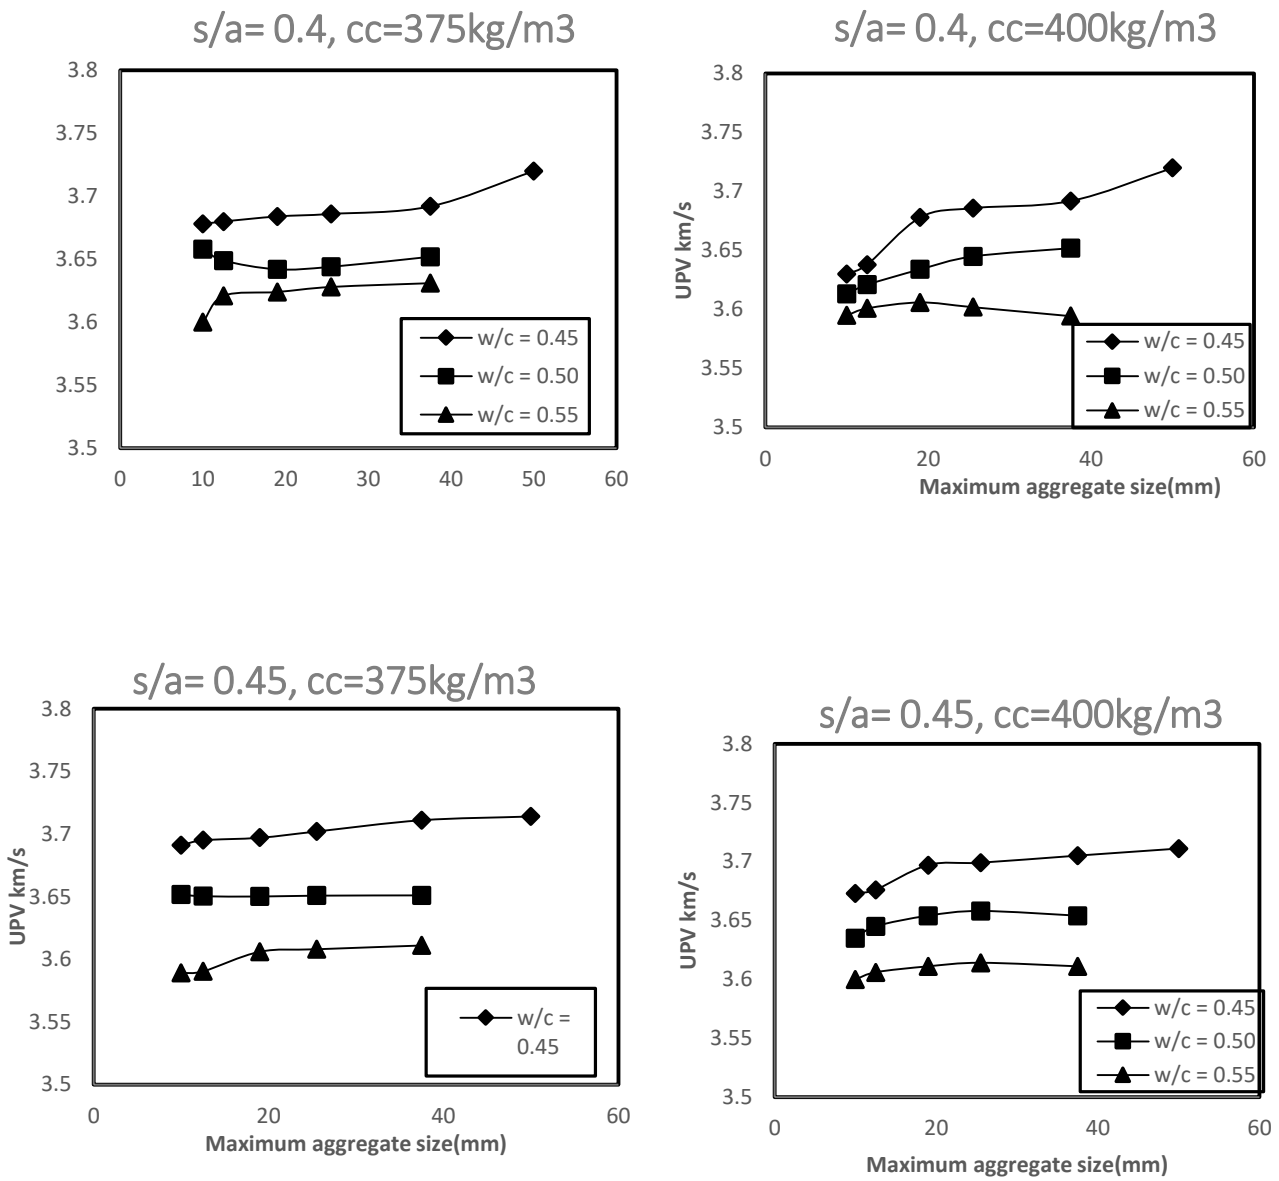 s/a= 0.4, cc=375kg/m3
3.8
3.75
3.7
3.65
3.6
3.55
3.5
w/c = 0.45
w/c = 0.50
w/c = 0.55
0 10 20 30 40 50 60
s/a= 0.4, cc=400kg/m3
3.8
3.75
3.7
3.65
3.6
3.55
3.5
UPV km/s
w/c = 0.45
w/c = 0.50
w/c = 0.55
0 20 40 60
Maximum aggregate size(mm)
s/a= 0.45, cc=375kg/m3
3.8
3.75
3.7
3.65
3.6
3.55
3.5
UPV km/s
w/c =
0.45
0 20 40 60
Maximum aggregate size(mm)
s/a= 0.45, cc=400kg/m3
3.8
3.75
3.7
3.65
3.6
3.55
3.5
UPV km/s
w/c = 0.45
w/c = 0.50
w/c = 0.55
0 20 40 60
Maximum aggregate size(mm)